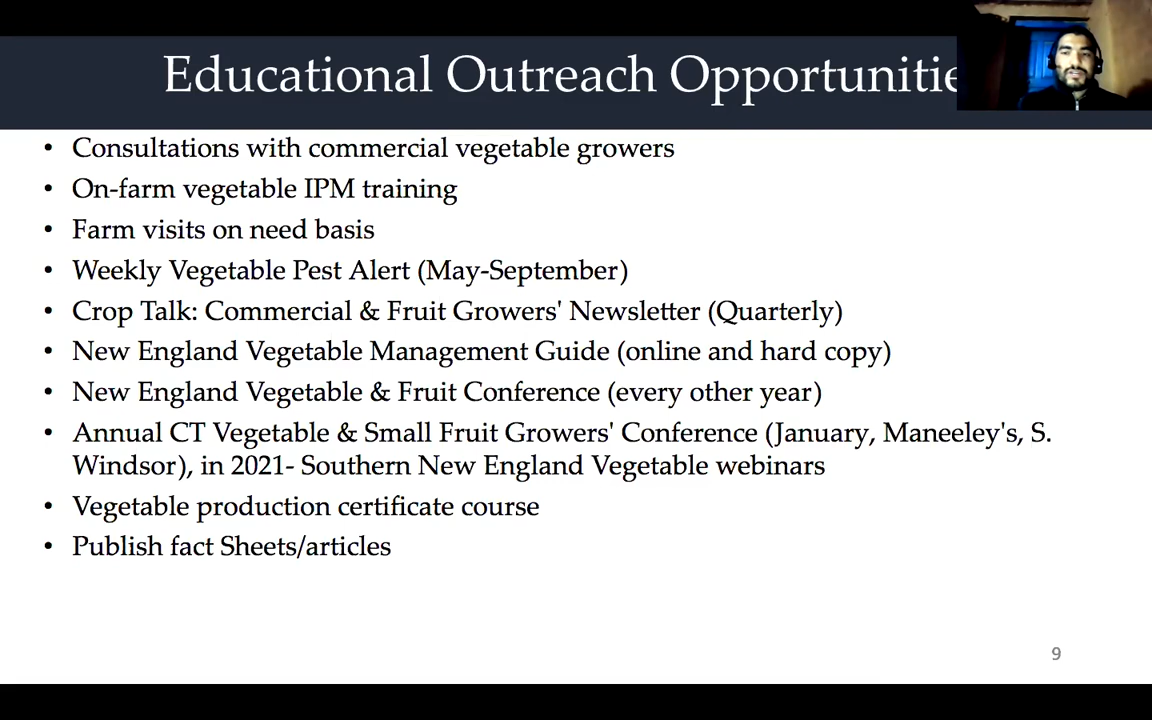 Educational Outreach Opportunitie
• Consultations with commercial vegetable growers
• On-farm vegetable IPM training
• Farm visits on need basis
• Weekly Vegetable Pest Alert (May-September)
• Crop Talk: Commercial & Fruit Growers' Newsletter (Quarterly)
• New England Vegetable Management Guide (online and hard copy)
• New England Vegetable & Fruit Conference (every other year)
• Annual CT Vegetable & Small Fruit Growers' Conference (January, Maneeley's, S.
Windsor), in 2021- Southern New England Vegetable webinars
• Vegetable production certificate course
• Publish fact Sheets/articles
9